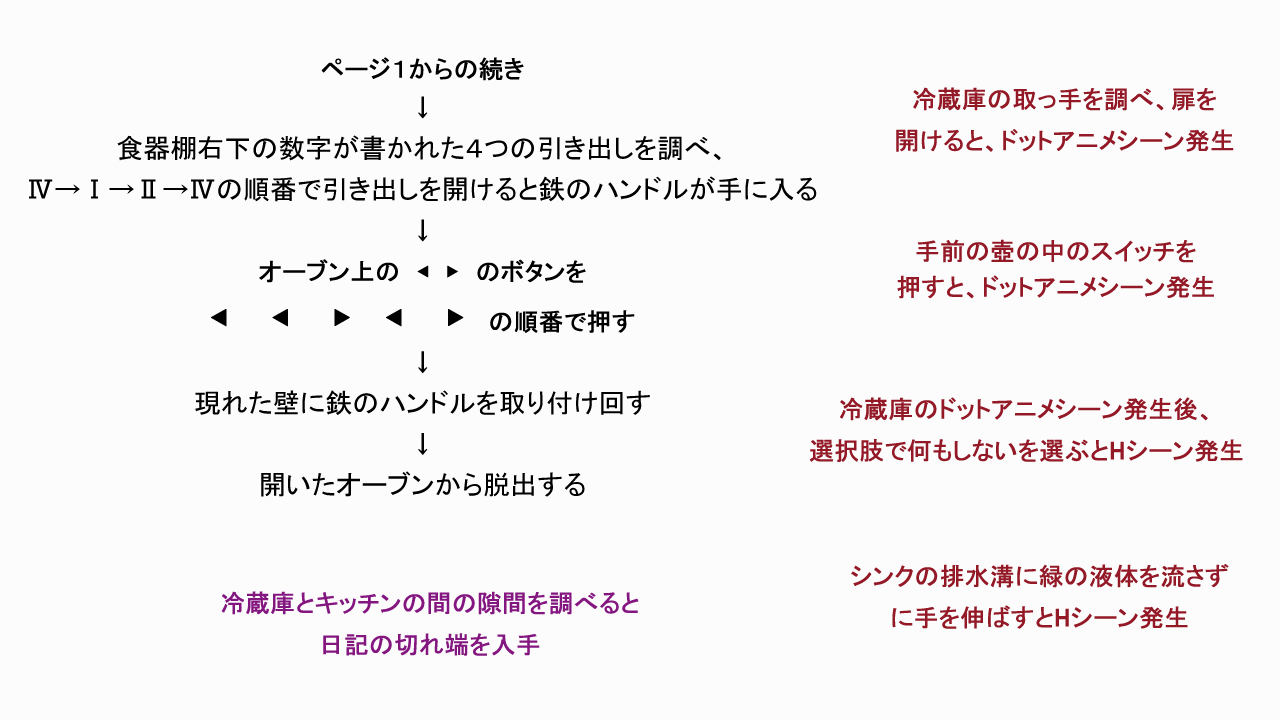 ページ１からの続き
↓
食器棚右下の数字が書かれた４つの引き出しを調べ、
Ⅳ→Ⅰ→Ⅱ→Ⅳの順番で引き出しを開けると鉄のハンドルが手に入る
↓
オーブン上の ◀ ▶ のボタンを
◀ ◀ ▶ ◀ ▶ の順番で押す
↓
現れた壁に鉄のハンドルを取り付け回す
↓
開いたオーブンから脱出する
冷蔵庫とキッチンの間の隙間を調べると
日記の切れ端を入手
冷蔵庫の取っ手を調べ、扉を
開けると、ドットアニメシーン発生
手前の壺の中のスイッチを
押すと、ドットアニメシーン発生
冷蔵庫のドットアニメシーン発生後、
選択肢で何もしないを選ぶとHシーン発生
シンクの排水溝に緑の液体を流さず
に手を伸ばすとHシーン発生